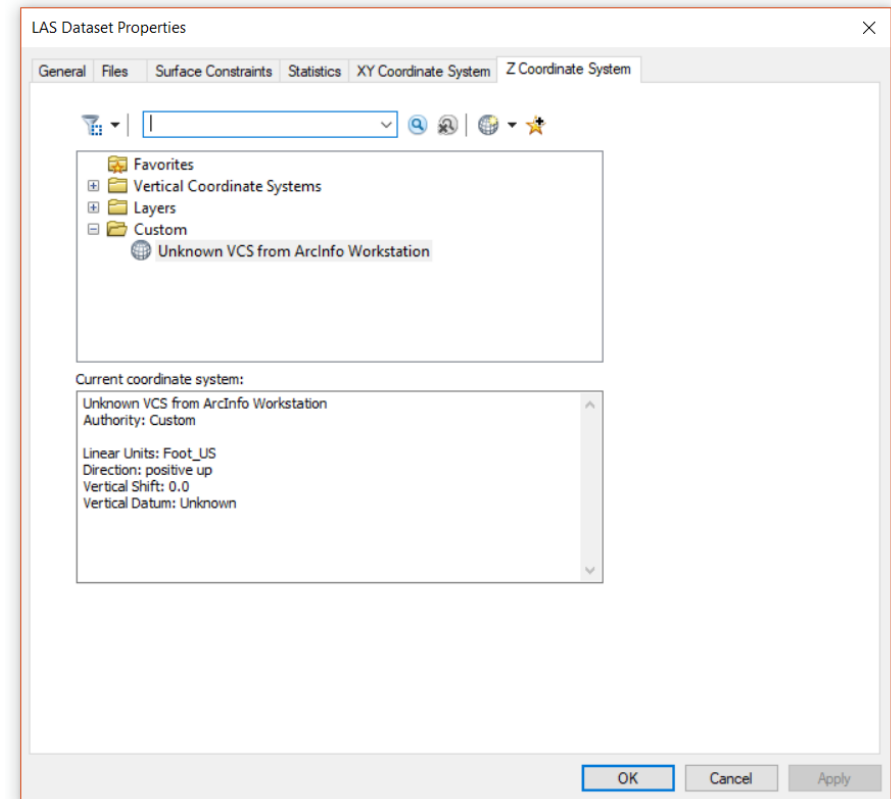 LAS Dataset Properties
General Files Surface Constraints Statistics XY Coordinate System Z Coordinate System
Favorites
Vertical Coordinate Systems
Layers
Custom
Unknown VCS from ArcInfo Workstation
Current coordinate system:
Unknown VCS from ArcInfo Workstation
Authority: Custom
Linear Units: Foot_US
Direction: positive up
Vertical Shift: 0.0
Vertical Datum: Unknown
OK Cancel Apply